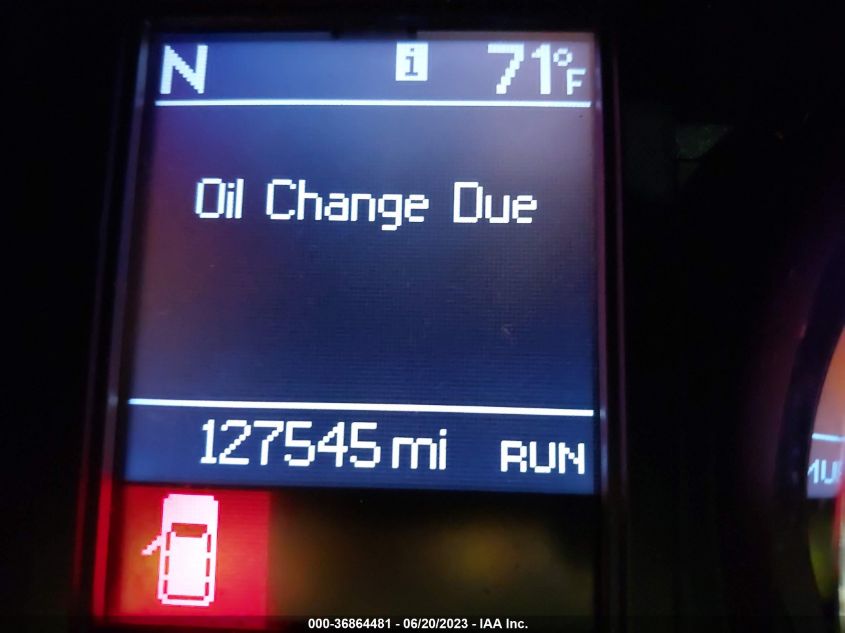 N i 71°F
Oil Change Due
127545 mi RUN
000-36864481 - 06/20/2023 - IAA Inc.